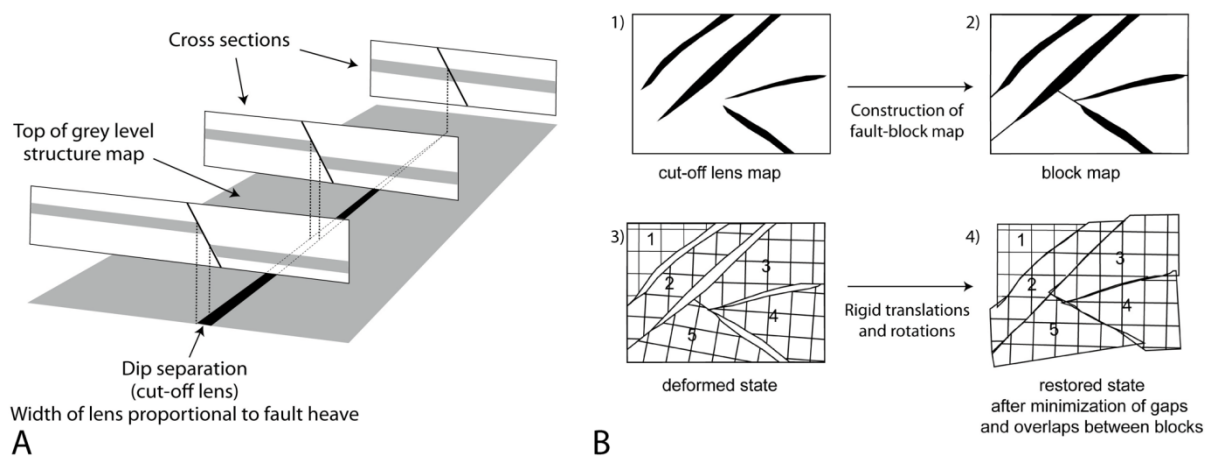 Cross sections
Top of grey level
structure map
Dip separation
(cut-off lens)
Width of lens proportional to fault heave
A
1)
cut-off lens map
Construction of
fault-block map
2)
block map
3)
1
2
3
4
5
deformed state
Rigid translations
and rotations
4)
1
2
3
4
5
restored state
after minimization of gaps
and overlaps between blocks
B